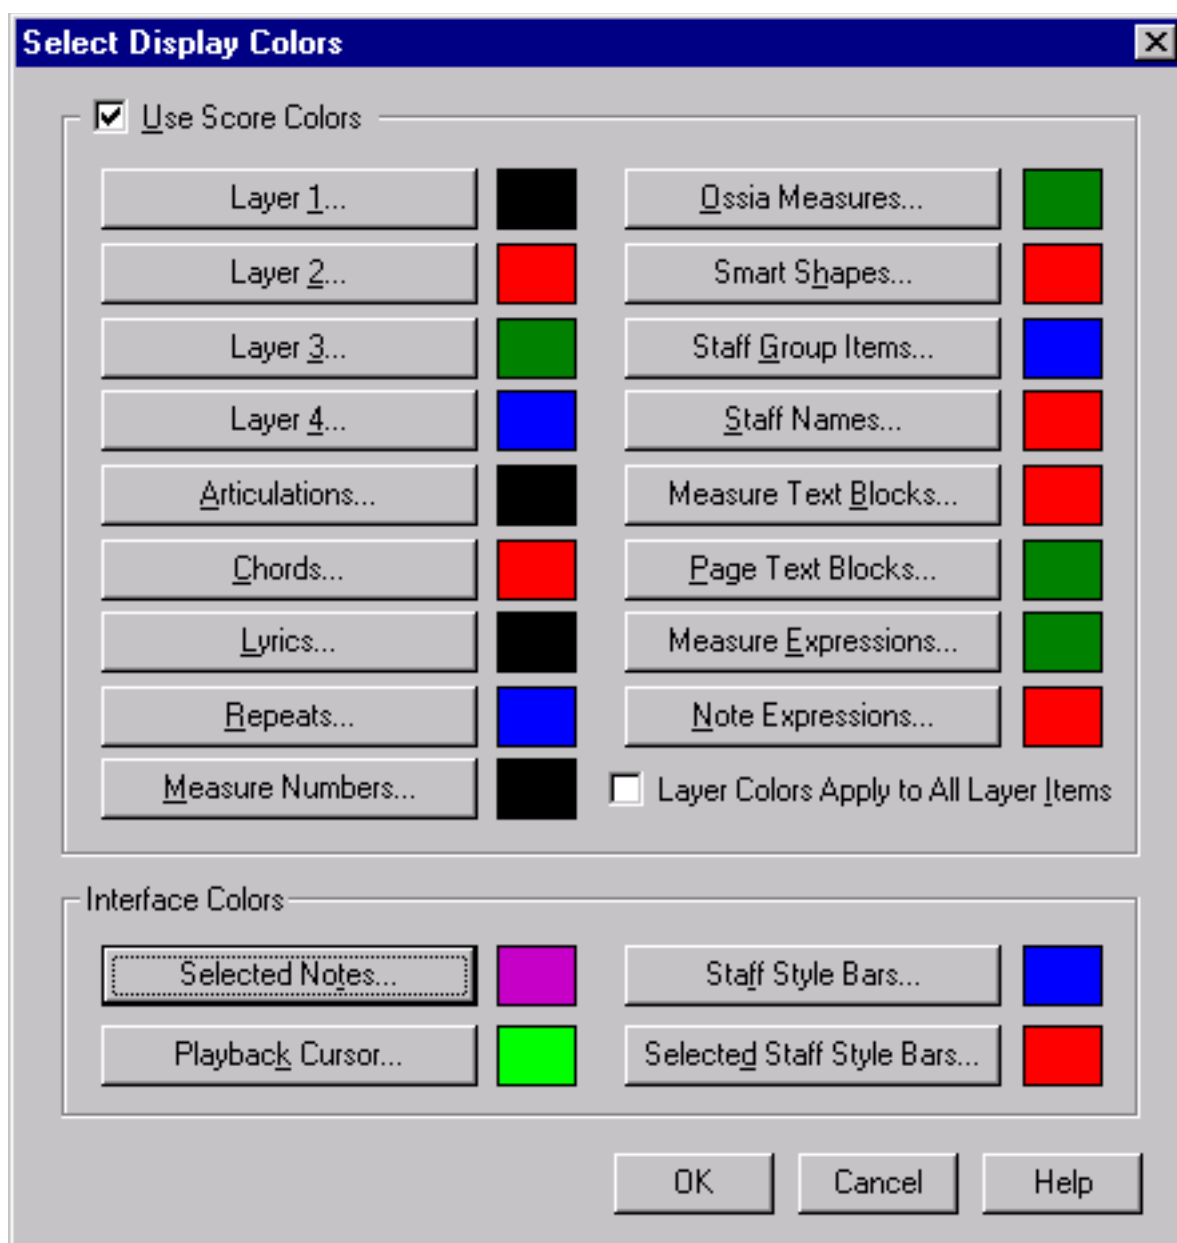 Select Display Colors
Use Score Colors
Layer 1...
Layer 2...
Layer 3...
Layer 4...
Articulations...
Chords...
Lyrics...
Repeats...
Measure Numbers...
Ossia Measures...
Smart Shapes...
Staff Group Items...
Staff Names...
Measure Text Blocks...
Page Text Blocks...
Measure Expressions...
Note Expressions...
Layer Colors Apply to All Layer Items
Interface Colors
Selected Notes...
Playback Cursor...
Staff Style Bars...
Selected Staff Style Bars...
OK
Cancel
Help